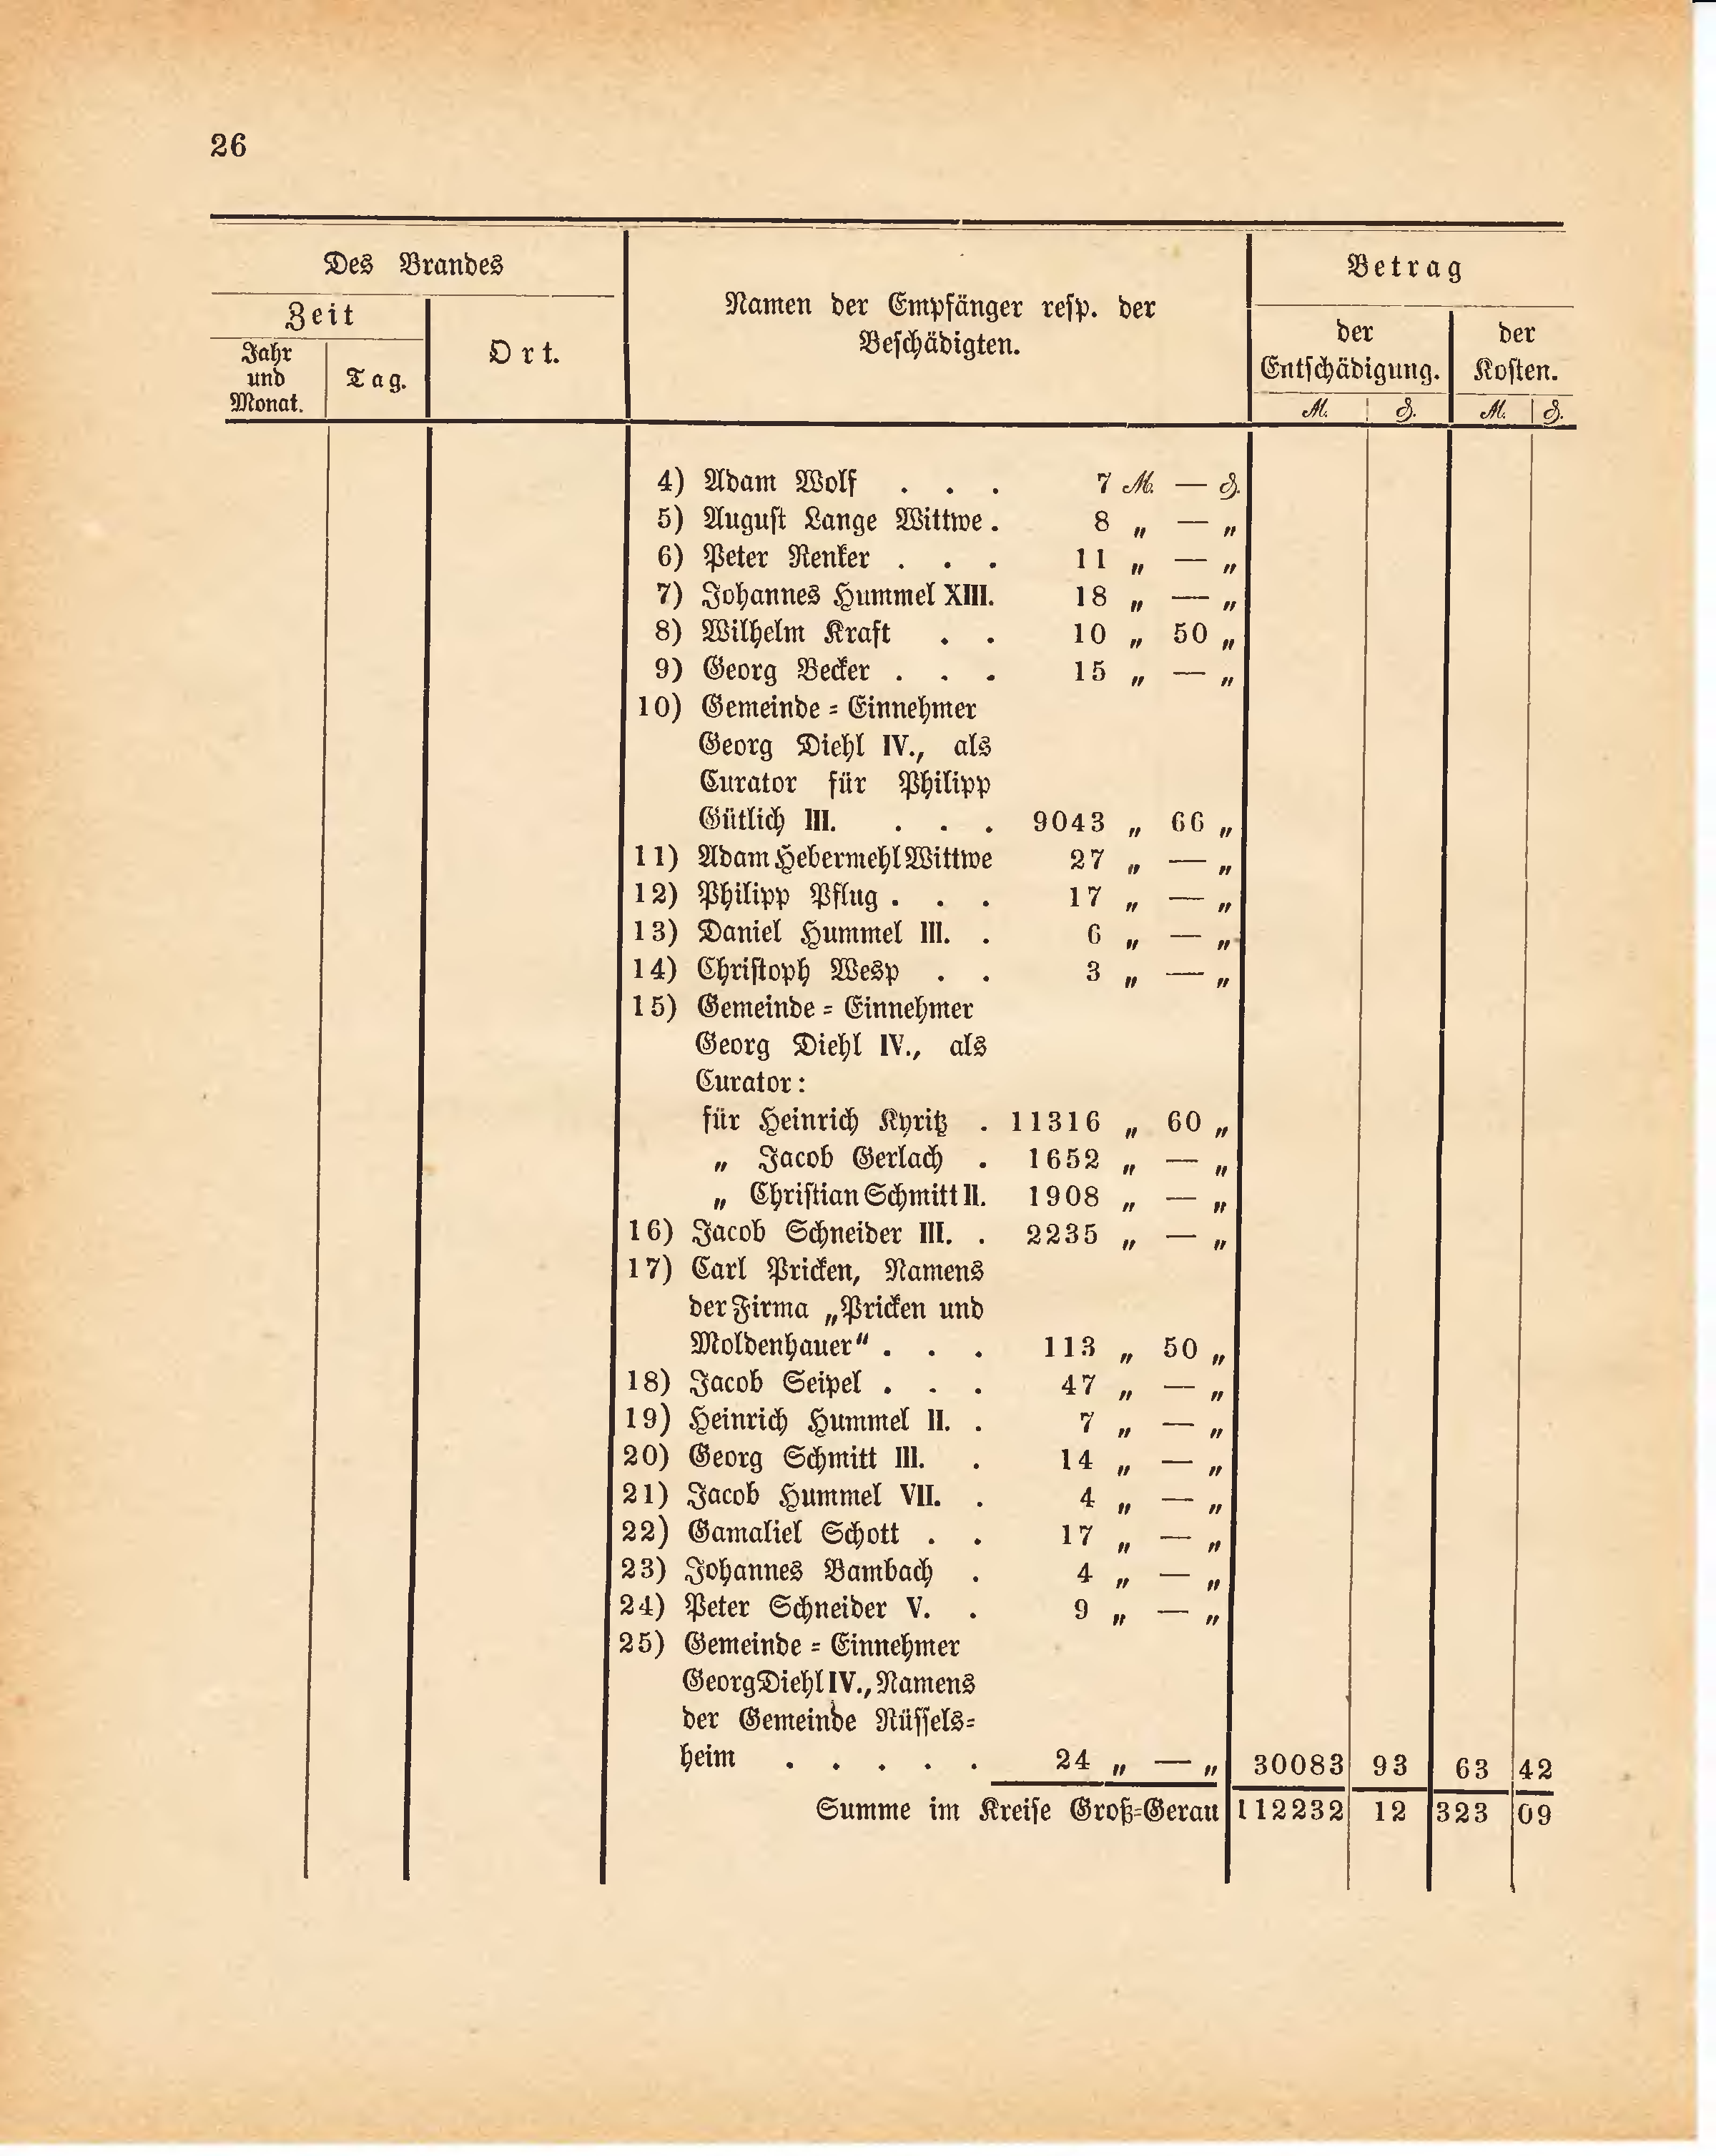 26
Des Brandes
Betrag
Zeit
Namen der Empfänger resp. der
Beschädigten.
Jahr
und
Monat.
Tag.
Ort.
der
Entschädigung.
der
Kosten.
M. ₰. M. ₰.
4) Adam Wolf . . . 7 M. — ₰.
5) August Lange Wittwe . 8 „ — „
6) Peter Renker . . . 11 „ — „
7) Johannes Hummel XIII. 18 „ — „
8) Wilhelm Kraft . . 10 „ 50 „
9) Georg Becker . . . 15 „ — „
10) Gemeinde = Einnehmer
Georg Diehl IV., als
Curator für Philipp
Gütlich III. . . . 9043 „ 66 „
11) Adam Hebermehl Wittwe 27 „ — „
12) Philipp Pflug . . . 17 „ — „
13) Daniel Hummel III. . 6 „ — „
14) Christoph Wesp . . 3 „ — „
15) Gemeinde = Einnehmer
Georg Diehl IV., als
Curator:
für Heinrich Kyritz . 11316 „ 60 „
„ Jacob Gerlach . 1652 „ — „
„ Christian Schmitt II. 1908 „ — „
16) Jacob Schneider III. . 2235 „ — „
17) Carl Pricken, Namens
der Firma „Pricken und
Moldenhauer“ . . . 113 „ 50 „
18) Jacob Seipel . . . 47 „ — „
19) Heinrich Hummel II. . 7 „ — „
20) Georg Schmitt III. . 14 „ — „
21) Jacob Hummel VII. . 4 „ — „
22) Gamaliel Schott . . 17 „ — „
23) Johannes Bambach . 4 „ — „
24) Peter Schneider V. . 9 „ — „
25) Gemeinde = Einnehmer
Georg Diehl IV., Namens
der Gemeinde Rüssels=
heim . . . . . 24 „ — „ 30083 93 63 42
Summe im Kreise Groß=Gerau 112232 12 323 09